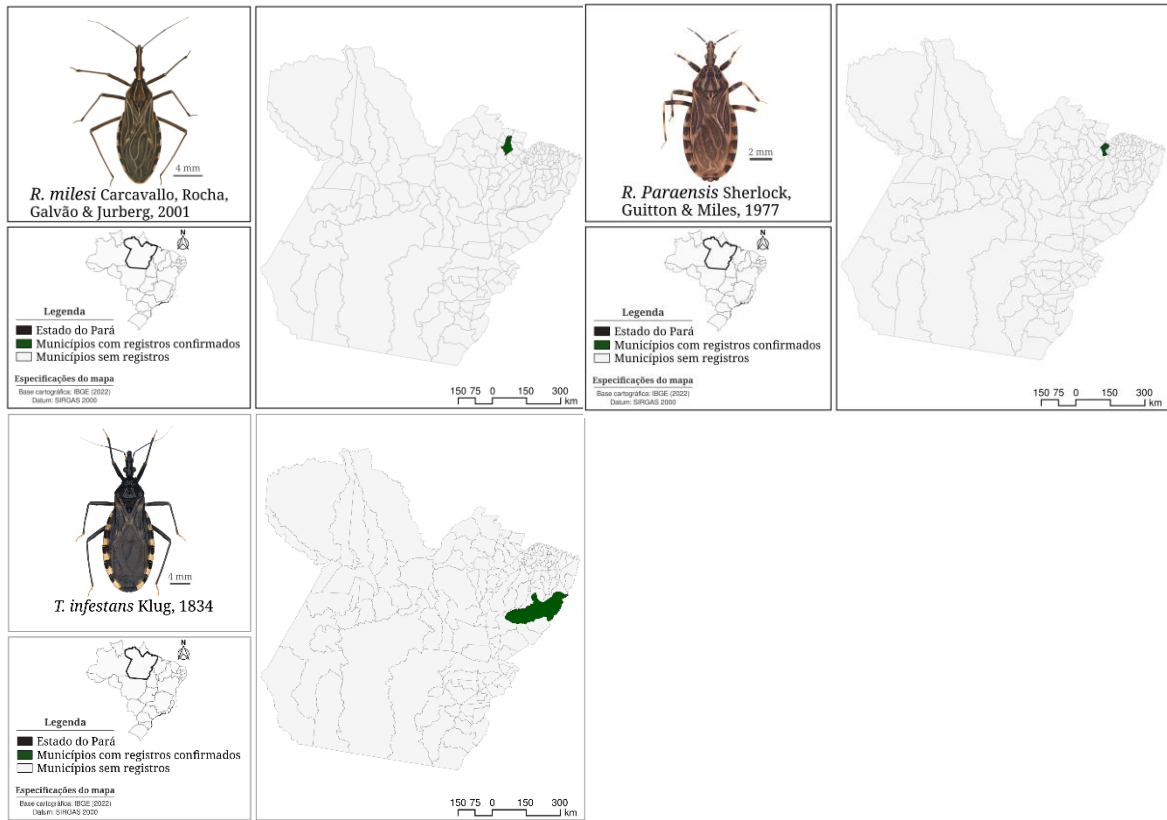 4 mm
R. milesi Carcavallo, Rocha,
Galvão & Jurberg, 2001
N
Legenda
Estado do Pará
Municípios com registros confirmados
Municípios sem registros
Especificações do mapa
Base cartográfica: IBGE (2022)
Datum: SIRGAS 2000
150 75 0 150 300
km
2 mm
R. Paraensis Sherlock,
Guitton & Miles, 1977
N
Legenda
Estado do Pará
Municípios com registros confirmados
Municípios sem registros
Especificações do mapa
Base cartográfica: IBGE (2022)
Datum: SIRGAS 2000
150 75 0 150 300
km
4 mm
T. infestans Klug, 1834
N
Legenda
Estado do Pará
Municípios com registros confirmados
Municípios sem registros
Especificações do mapa
Base cartográfica: IBGE (2022)
Datum: SIRGAS 2000
150 75 0 150 300
km